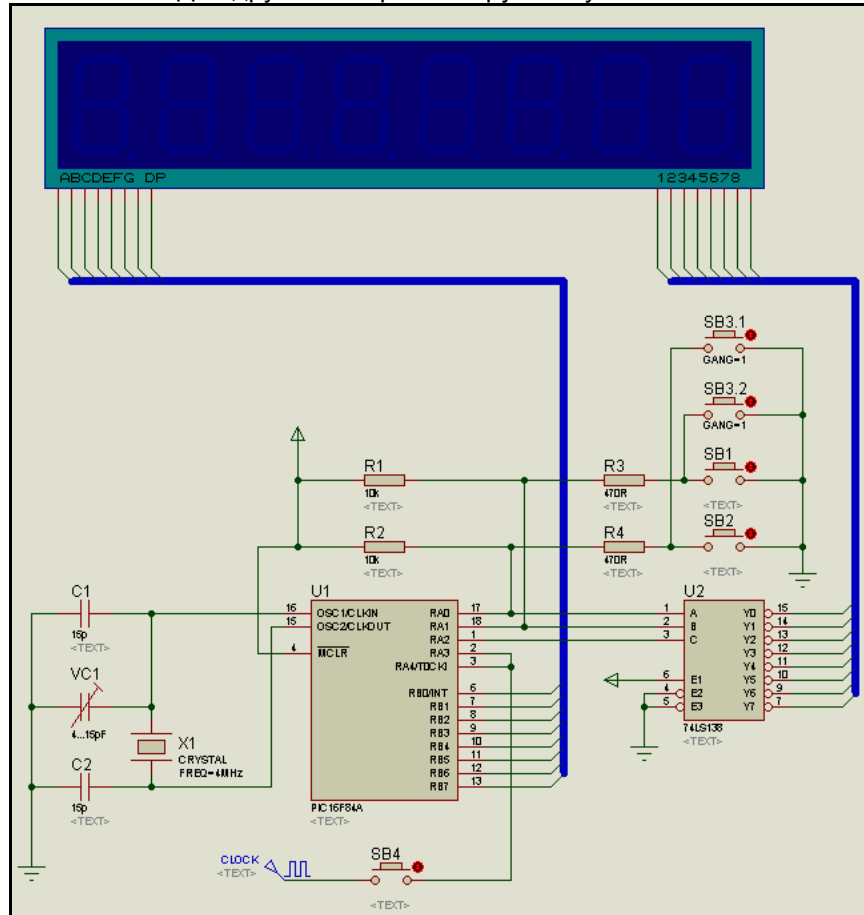 ABCDEFG DP
12345678
SB3.1
GANG=1
SB3.2
GANG=1
R1
10k
<TEXT>
R3
470R
<TEXT>
SB1
<TEXT>
R2
10k
<TEXT>
R4
470R
<TEXT>
SB2
<TEXT>
C1
15p
<TEXT>
VC1
4...15pF
X1
CRYSTAL
FREQ=4MHz
C2
15p
<TEXT>
U1
16 OSC1/CLKIN
15 OSC2/CLKOUT
4 MCLR
RA0 17
RA1 18
RA2 1
RA3 2
RA4/T0CKI 3
RB0/INT 6
RB1 7
RB2 8
RB3 9
RB4 10
RB5 11
RB6 12
RB7 13
PIC16F84A
<TEXT>
U2
1 A
2 B
3 C
6 E1
4 E2
5 E3
Y0 15
Y1 14
Y2 13
Y3 12
Y4 11
Y5 10
Y6 9
Y7 7
74LS138
<TEXT>
CLOCK
<TEXT>
SB4
<TEXT>